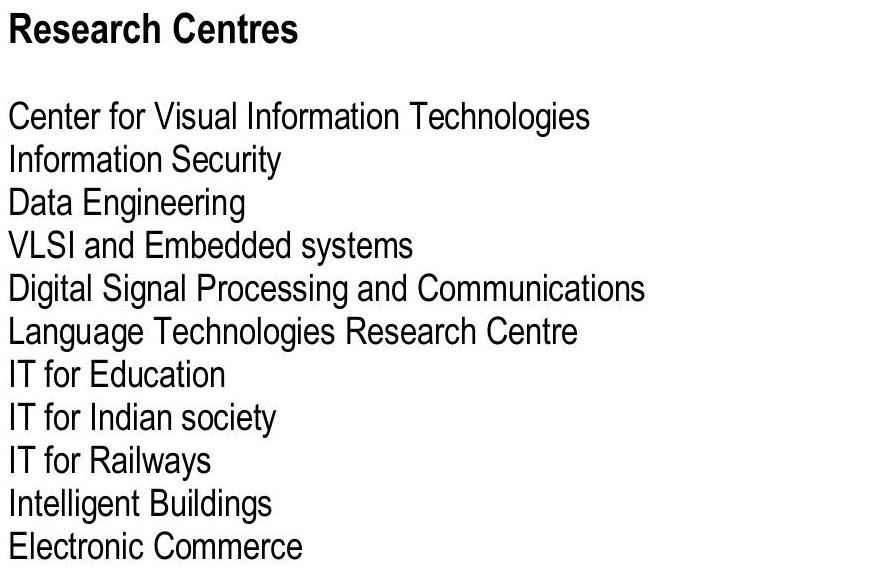 Research Centres
Center for Visual Information Technologies
Information Security
Data Engineering
VLSI and Embedded systems
Digital Signal Processing and Communications
Language Technologies Research Centre
IT for Education
IT for Indian society
IT for Railways
Intelligent Buildings
Electronic Commerce